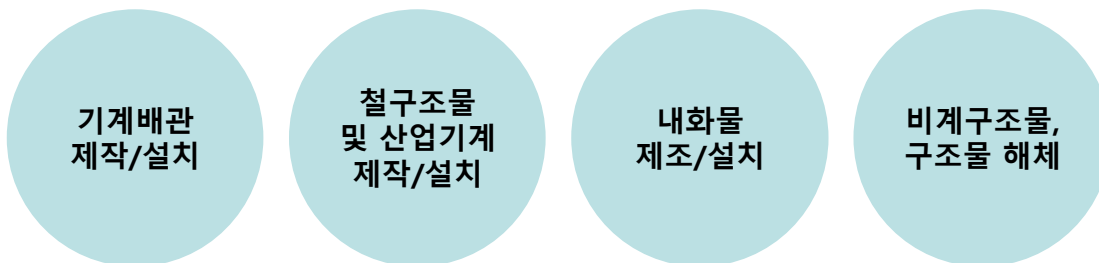 기계배관
제작/설치
철구조물
및 산업기계
제작/설치
내화물
제조/설치
비계구조물,
구조물 해체